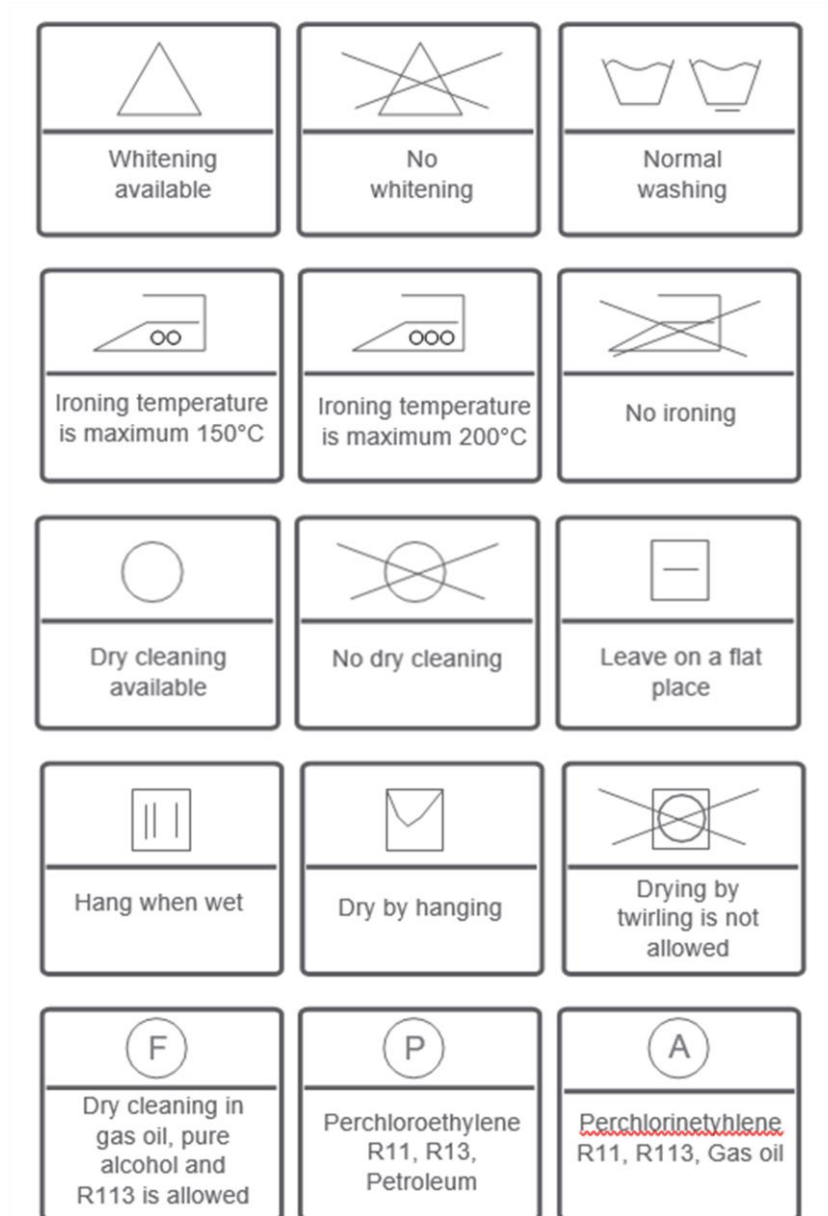 Whitening
available
No
whitening
Normal
washing
Ironing temperature
is maximum 150°C
Ironing temperature
is maximum 200°C
No ironing
Dry cleaning
available
No dry cleaning
Leave on a flat
place
Hang when wet
Dry by hanging
Drying by
twirling is not
allowed
F
Dry cleaning in
gas oil, pure
alcohol and
R113 is allowed
P
Perchloroethylene
R11, R13,
Petroleum
A
Perchlorinetyhlene
R11, R113, Gas oil